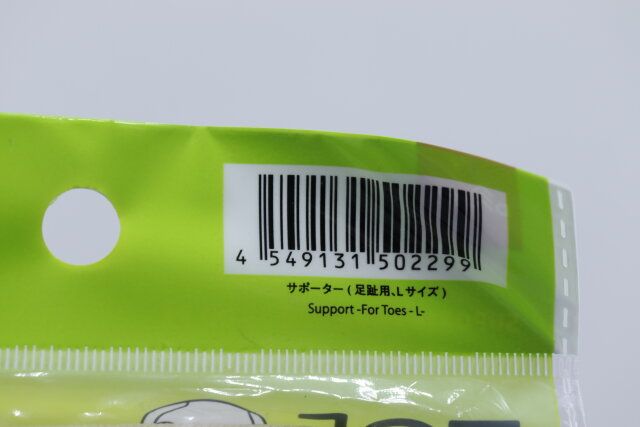 4 549131 502299
サポーター(足趾用、Lサイズ)
Support -For Toes - L-